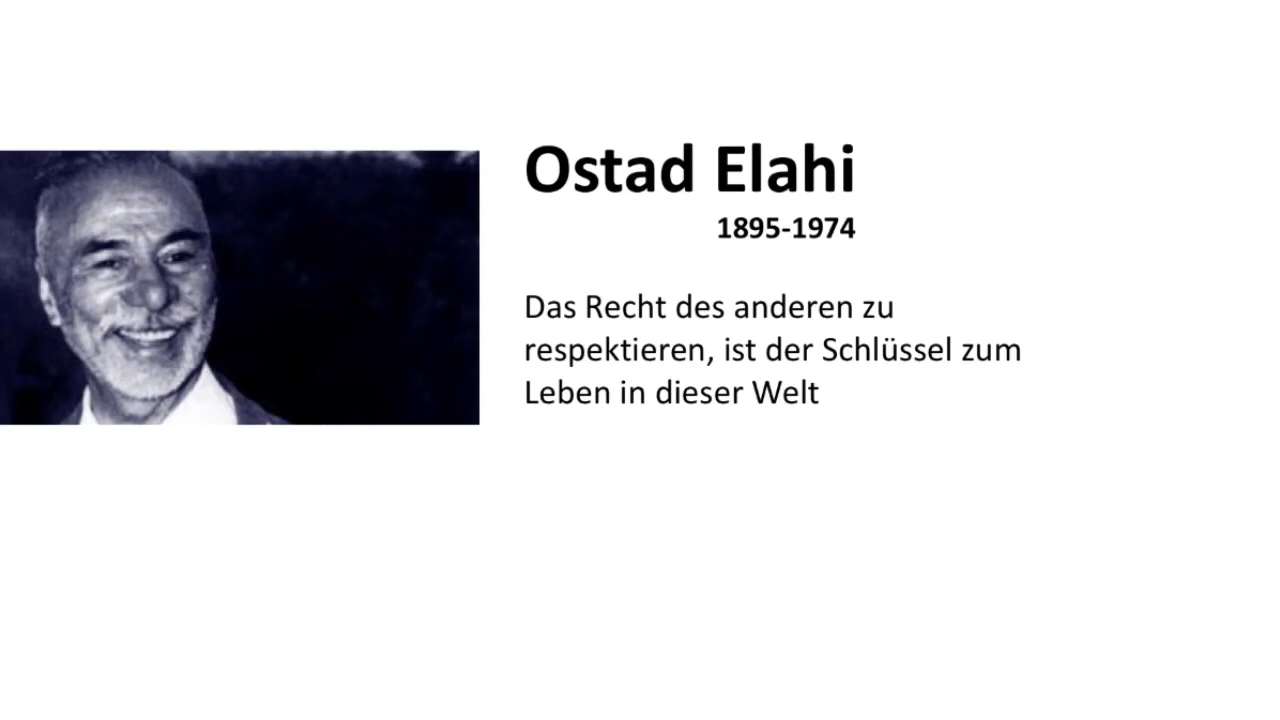 Ostad Elahi
1895-1974
Das Recht des anderen zu
respektieren, ist der Schlüssel zum
Leben in dieser Welt